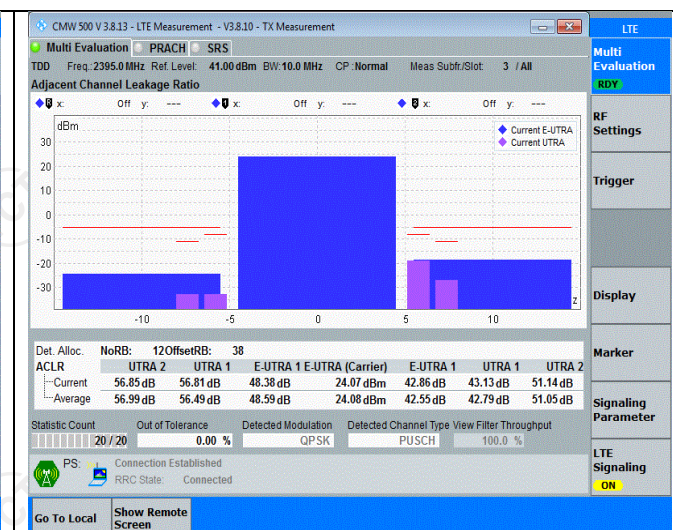 CMW 500 V 3.8.13 - LTE Measurement - V3.8.10 - TX Measurement
LTE
Multi Evaluation PRACH SRS
TDD Freq.:2395.0 MHz Ref. Level: 41.00 dBm BW:10.0 MHz CP :Normal Meas Subfr./Slot: 3 / All
Adjacent Channel Leakage Ratio
x: Off y: --- x: Off y: --- x: Off y: ---
dBm
Current E-UTRA
Current UTRA
30
20
10
0
-10
-20
-30
z
-10 -5 0 5 10
Det. Alloc. NoRB: 12OffsetRB: 38
ACLR UTRA 2 UTRA 1 E-UTRA 1 E-UTRA (Carrier) E-UTRA 1 UTRA 1 UTRA 2
Current 56.85 dB 56.81 dB 48.38 dB 24.07 dBm 42.86 dB 43.13 dB 51.14 dB
Average 56.99 dB 56.49 dB 48.59 dB 24.08 dBm 42.55 dB 42.79 dB 51.05 dB
Statistic Count Out of Tolerance Detected Modulation Detected Channel Type View Filter Throughput
20 / 20 0.00 % QPSK PUSCH 100.0 %
PS: Connection Established
RRC State: Connected
Go To Local
Show Remote
Screen
Multi
Evaluation
RDY
RF
Settings
Trigger
Display
Marker
Signaling
Parameter
LTE
Signaling
ON